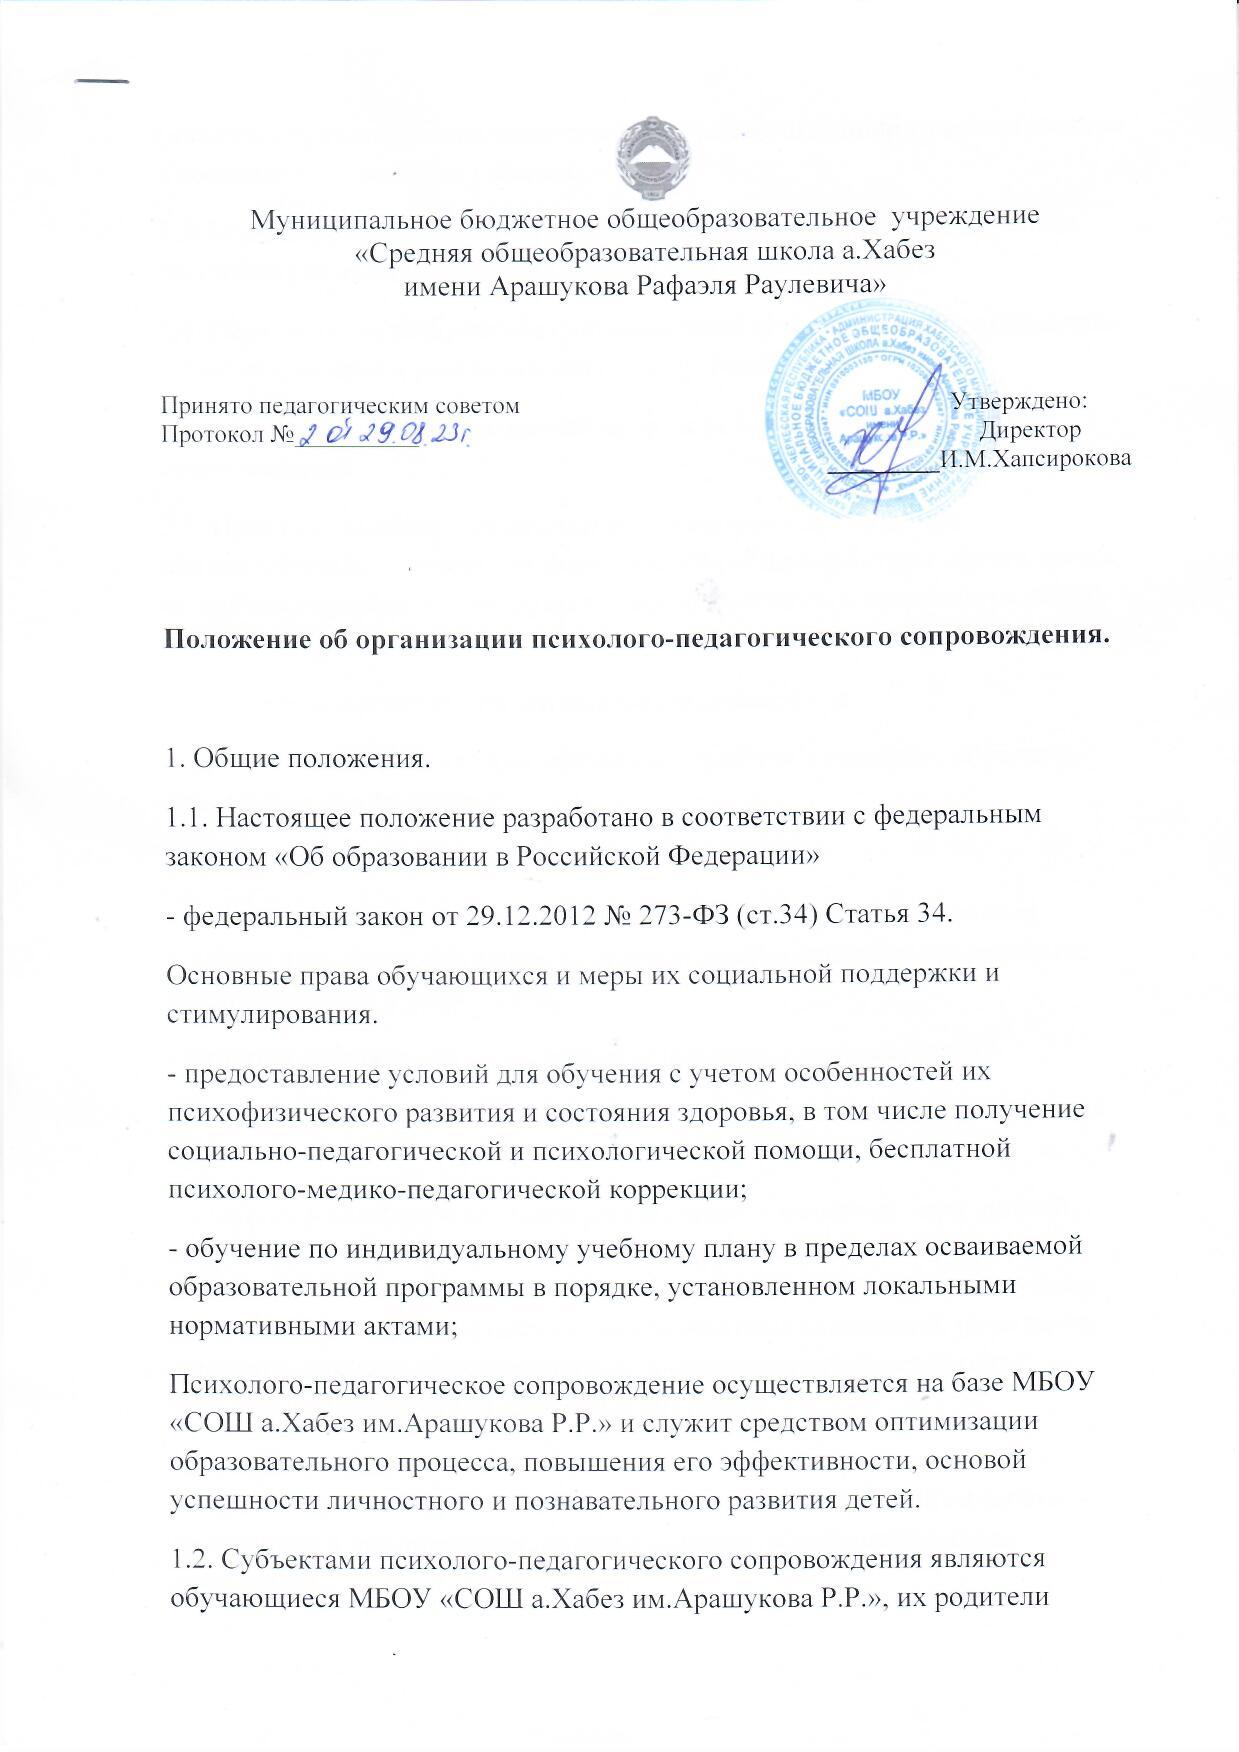 Муниципальное бюджетное общеобразовательное учреждение
«Средняя общеобразовательная школа а.Хабез
имени Арашукова Рафаэля Раулевича»
Принято педагогическим советом
Протокол № 2 от 29.08.23г.
Утверждено:
Директор
И.М.Хапсирокова
МБОУ
«СОШ а.Хабез
имени
Положение об организации психолого-педагогического сопровождения.
1. Общие положения.
1.1. Настоящее положение разработано в соответствии с федеральным
законом «Об образовании в Российской Федерации»
- федеральный закон от 29.12.2012 № 273-ФЗ (ст.34) Статья 34.
Основные права обучающихся и меры их социальной поддержки и
стимулирования.
- предоставление условий для обучения с учетом особенностей их
психофизического развития и состояния здоровья, в том числе получение
социально-педагогической и психологической помощи, бесплатной
психолого-медико-педагогической коррекции;
- обучение по индивидуальному учебному плану в пределах осваиваемой
образовательной программы в порядке, установленном локальными
нормативными актами;
Психолого-педагогическое сопровождение осуществляется на базе МБОУ
«СОШ а.Хабез им.Арашукова Р.Р.» и служит средством оптимизации
образовательного процесса, повышения его эффективности, основой
успешности личностного и познавательного развития детей.
1.2. Субъектами психолого-педагогического сопровождения являются
обучающиеся МБОУ «СОШ а.Хабез им.Арашукова Р.Р.», их родители